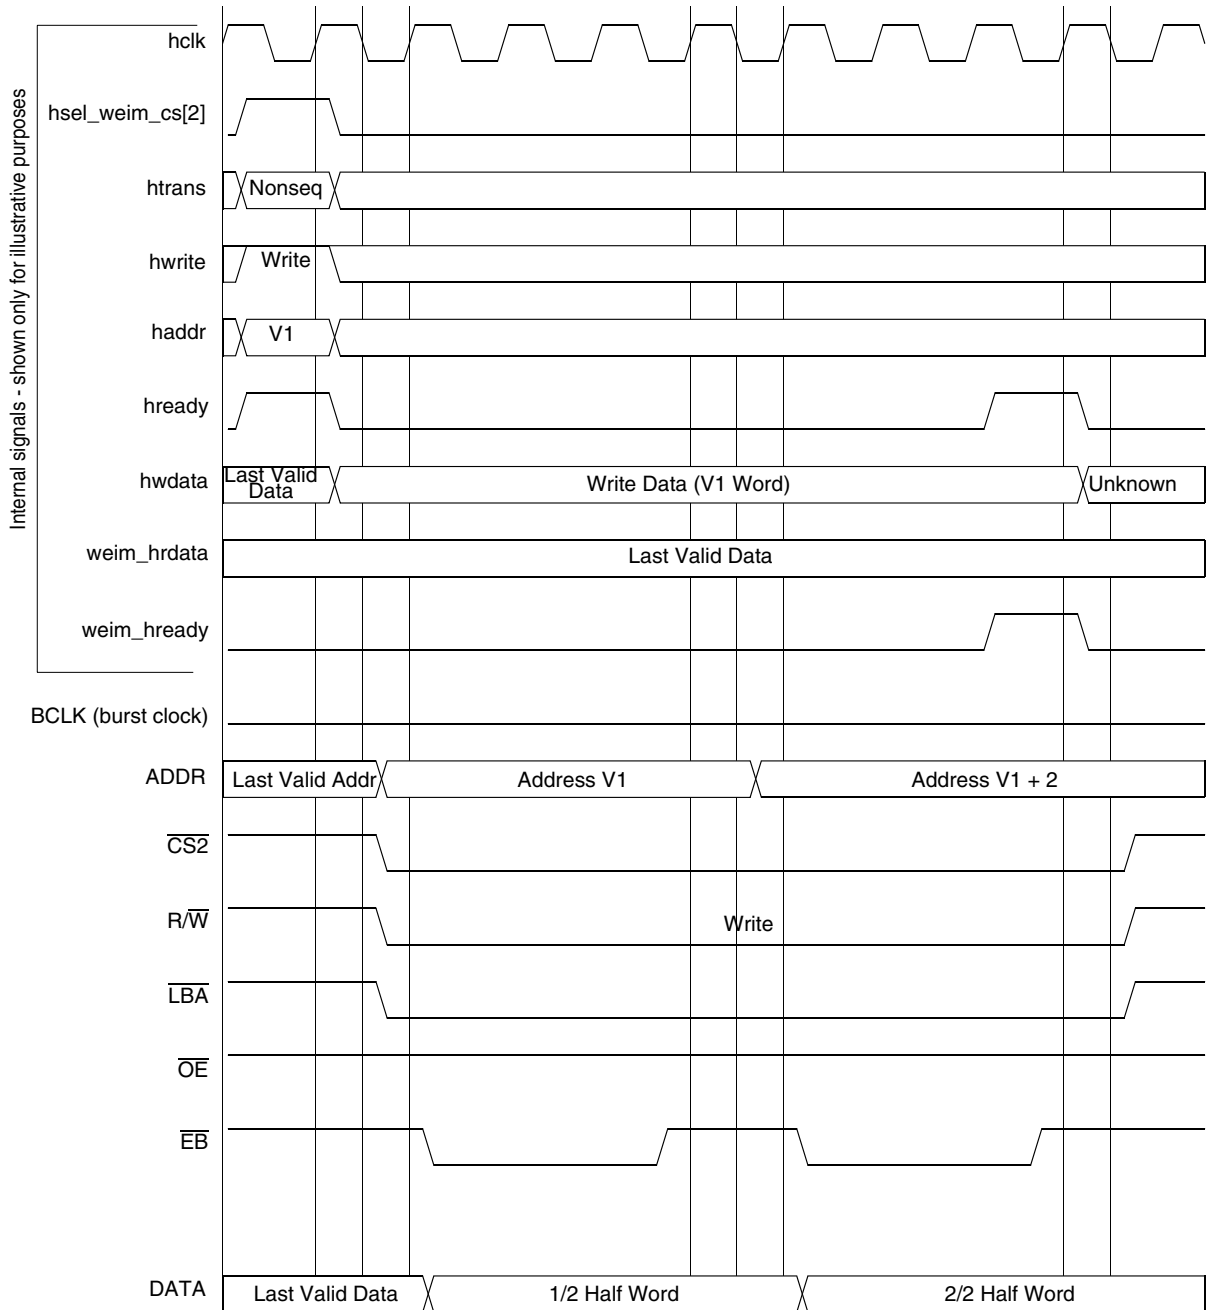 Internal signals - shown only for illustrative purposes
hclk
hsel_weim_cs[2]
htrans Nonseq
hwrite Write
haddr V1
hready
hwdata Last Valid Data Write Data (V1 Word) Unknown
weim_hrdata Last Valid Data
weim_hready
BCLK (burst clock)
ADDR Last Valid Addr Address V1 Address V1 + 2
CS2
R/W Write
LBA
OE
EB
DATA Last Valid Data 1/2 Half Word 2/2 Half Word